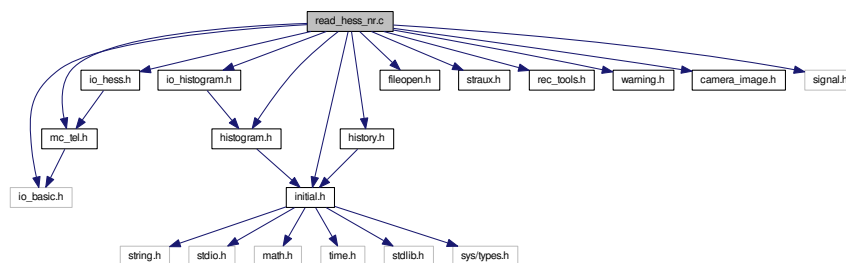 read_hess_nr.c
io_hess.h
io_histogram.h
fileopen.h
straux.h
rec_tools.h
warning.h
camera_image.h
signal.h
mc_tel.h
histogram.h
history.h
io_basic.h
initial.h
string.h
stdio.h
math.h
time.h
stdlib.h
sys/types.h